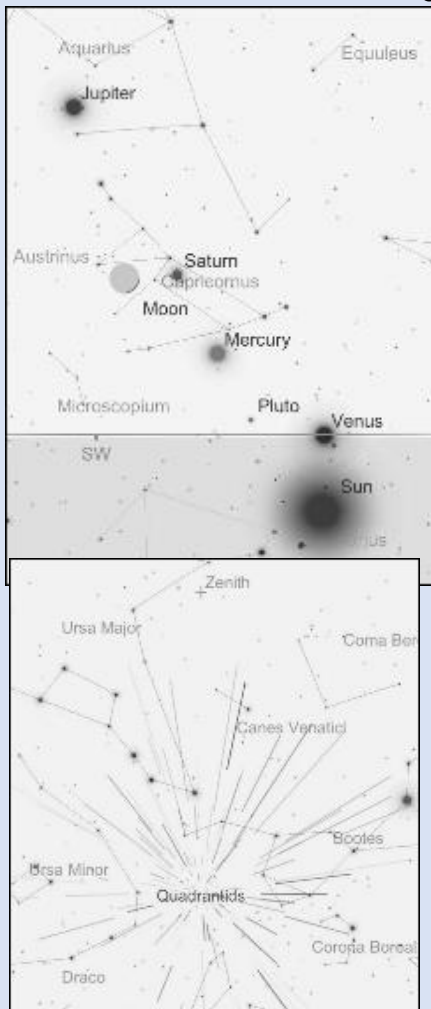 Aquarius
Equuleus
Jupiter
Austrinus
Saturn
Capricornus
Moon
Mercury
Microscopium
Pluto
Venus
SW
Sun
Zenith
Ursa Major
Coma Ber
Canes Venatici
Bootes
Ursa Minor
Quadrantids
Corona Boreal
Draco